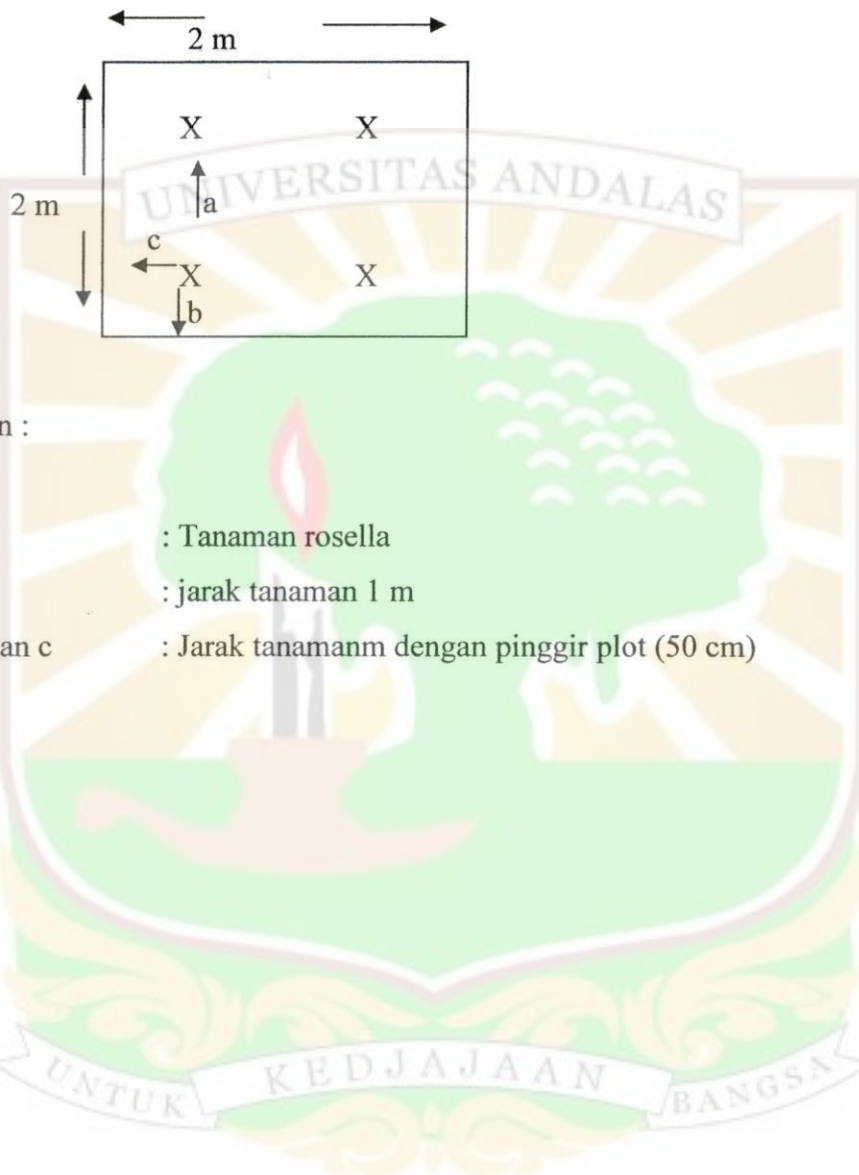 2 m
X X
UNIVERSITAS ANDALAS
2 m
a
c
X X
b
n :
: Tanaman rosella
: jarak tanaman 1 m
an c : Jarak tanamanm dengan pinggir plot (50 cm)
UNTUK KEDJAJAAN BANGSA